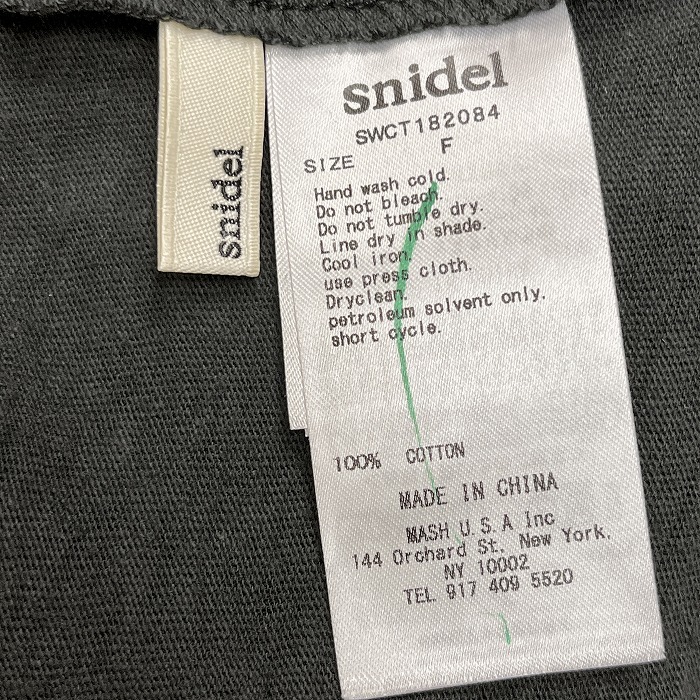 snidel
snidel
SWCT182084
SIZE F
Hand wash cold.
Do not bleach.
Do not tumble dry.
Line dry in shade.
Cool iron.
use press cloth.
Dryclean.
petroleum solvent only.
short cycle.
100% COTTON
MADE IN CHINA
MASH U.S.A Inc
144 Orchard St. New York,
NY 10002
TEL 917 409 5520